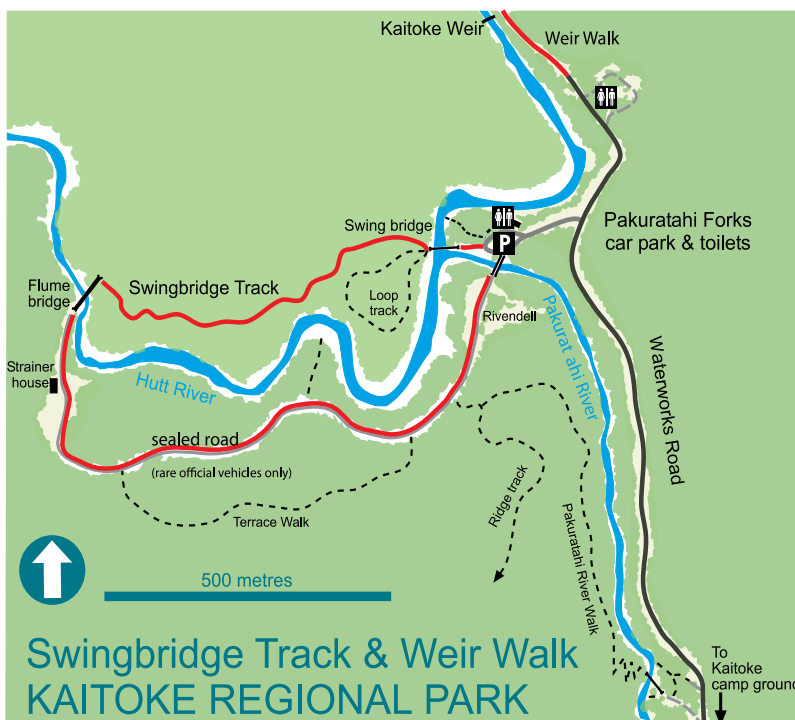 Kaitoke Weir
Weir Walk
Swing bridge
P
Pakuratahi Forks
car park & toilets
Flume
bridge
Swingbridge Track
Loop
track
Rivendell
Pakurat ahi River
Strainer
house
Hutt River
Waterworks Road
sealed road
(rare official vehicles only)
Terrace Walk
Ridge track
Pakuratahi River Walk
500 metres
To
Kaitoke
camp ground
Swingbridge Track & Weir Walk
KAITOKE REGIONAL PARK